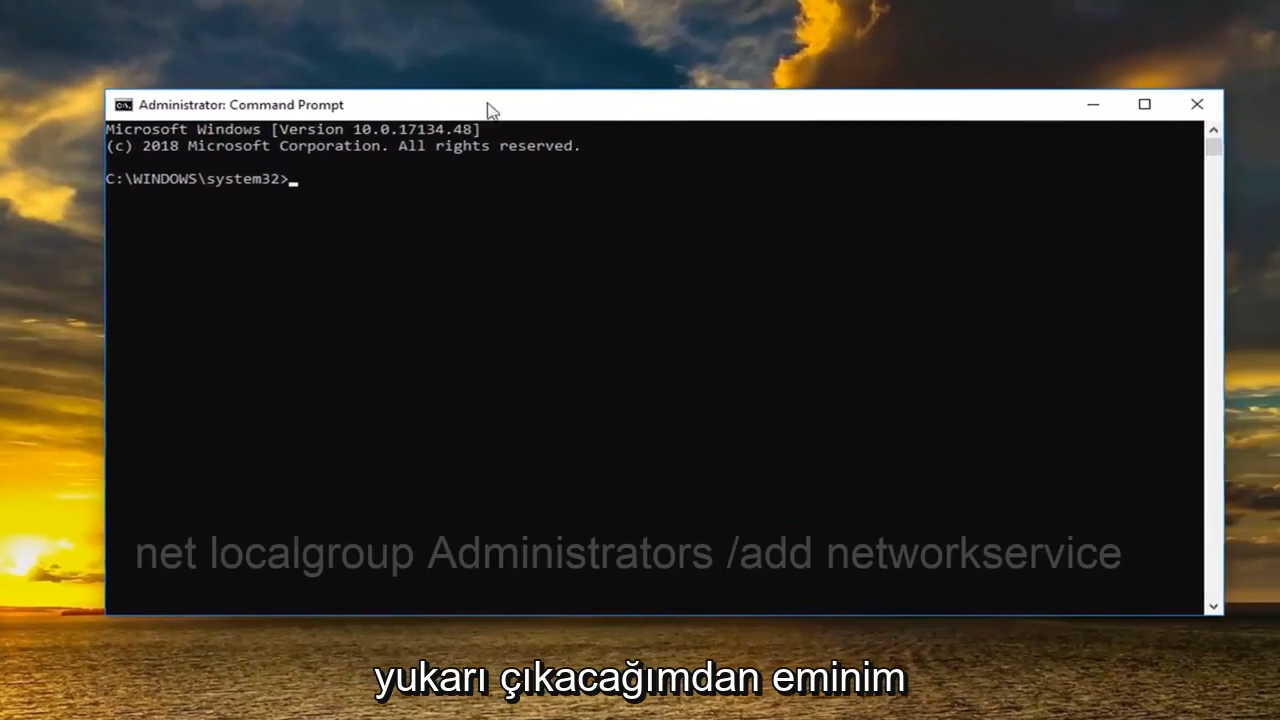 Administrator: Command Prompt
Microsoft Windows [Version 10.0.17134.48]
(c) 2018 Microsoft Corporation. All rights reserved.
C:\WINDOWS\system32>
net localgroup Administrators /add networkservice
yukarı çıkacağımdan eminim